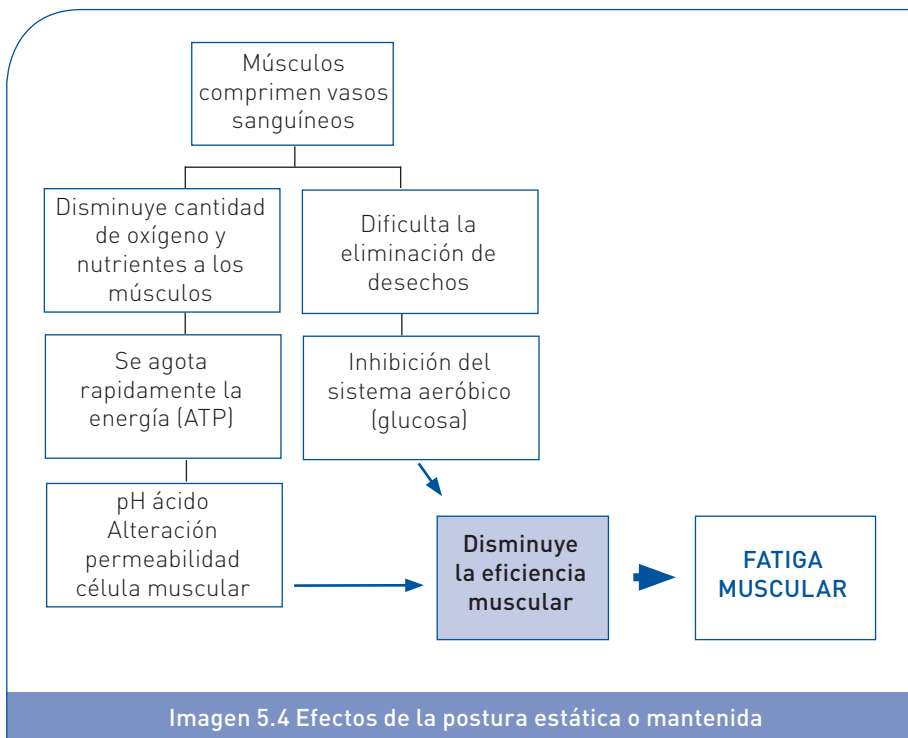 Músculos
comprimen vasos
sanguíneos
Disminuye cantidad
de oxígeno y
nutrientes a los
músculos
Dificulta la
eliminación de
desechos
Se agota
rapidamente la
energía (ATP)
Inhibición del
sistema aeróbico
(glucosa)
pH ácido
Alteración
permeabilidad
célula muscular
Disminuye
la eficiencia
muscular
FATIGA
MUSCULAR
Imagen 5.4 Efectos de la postura estática o mantenida